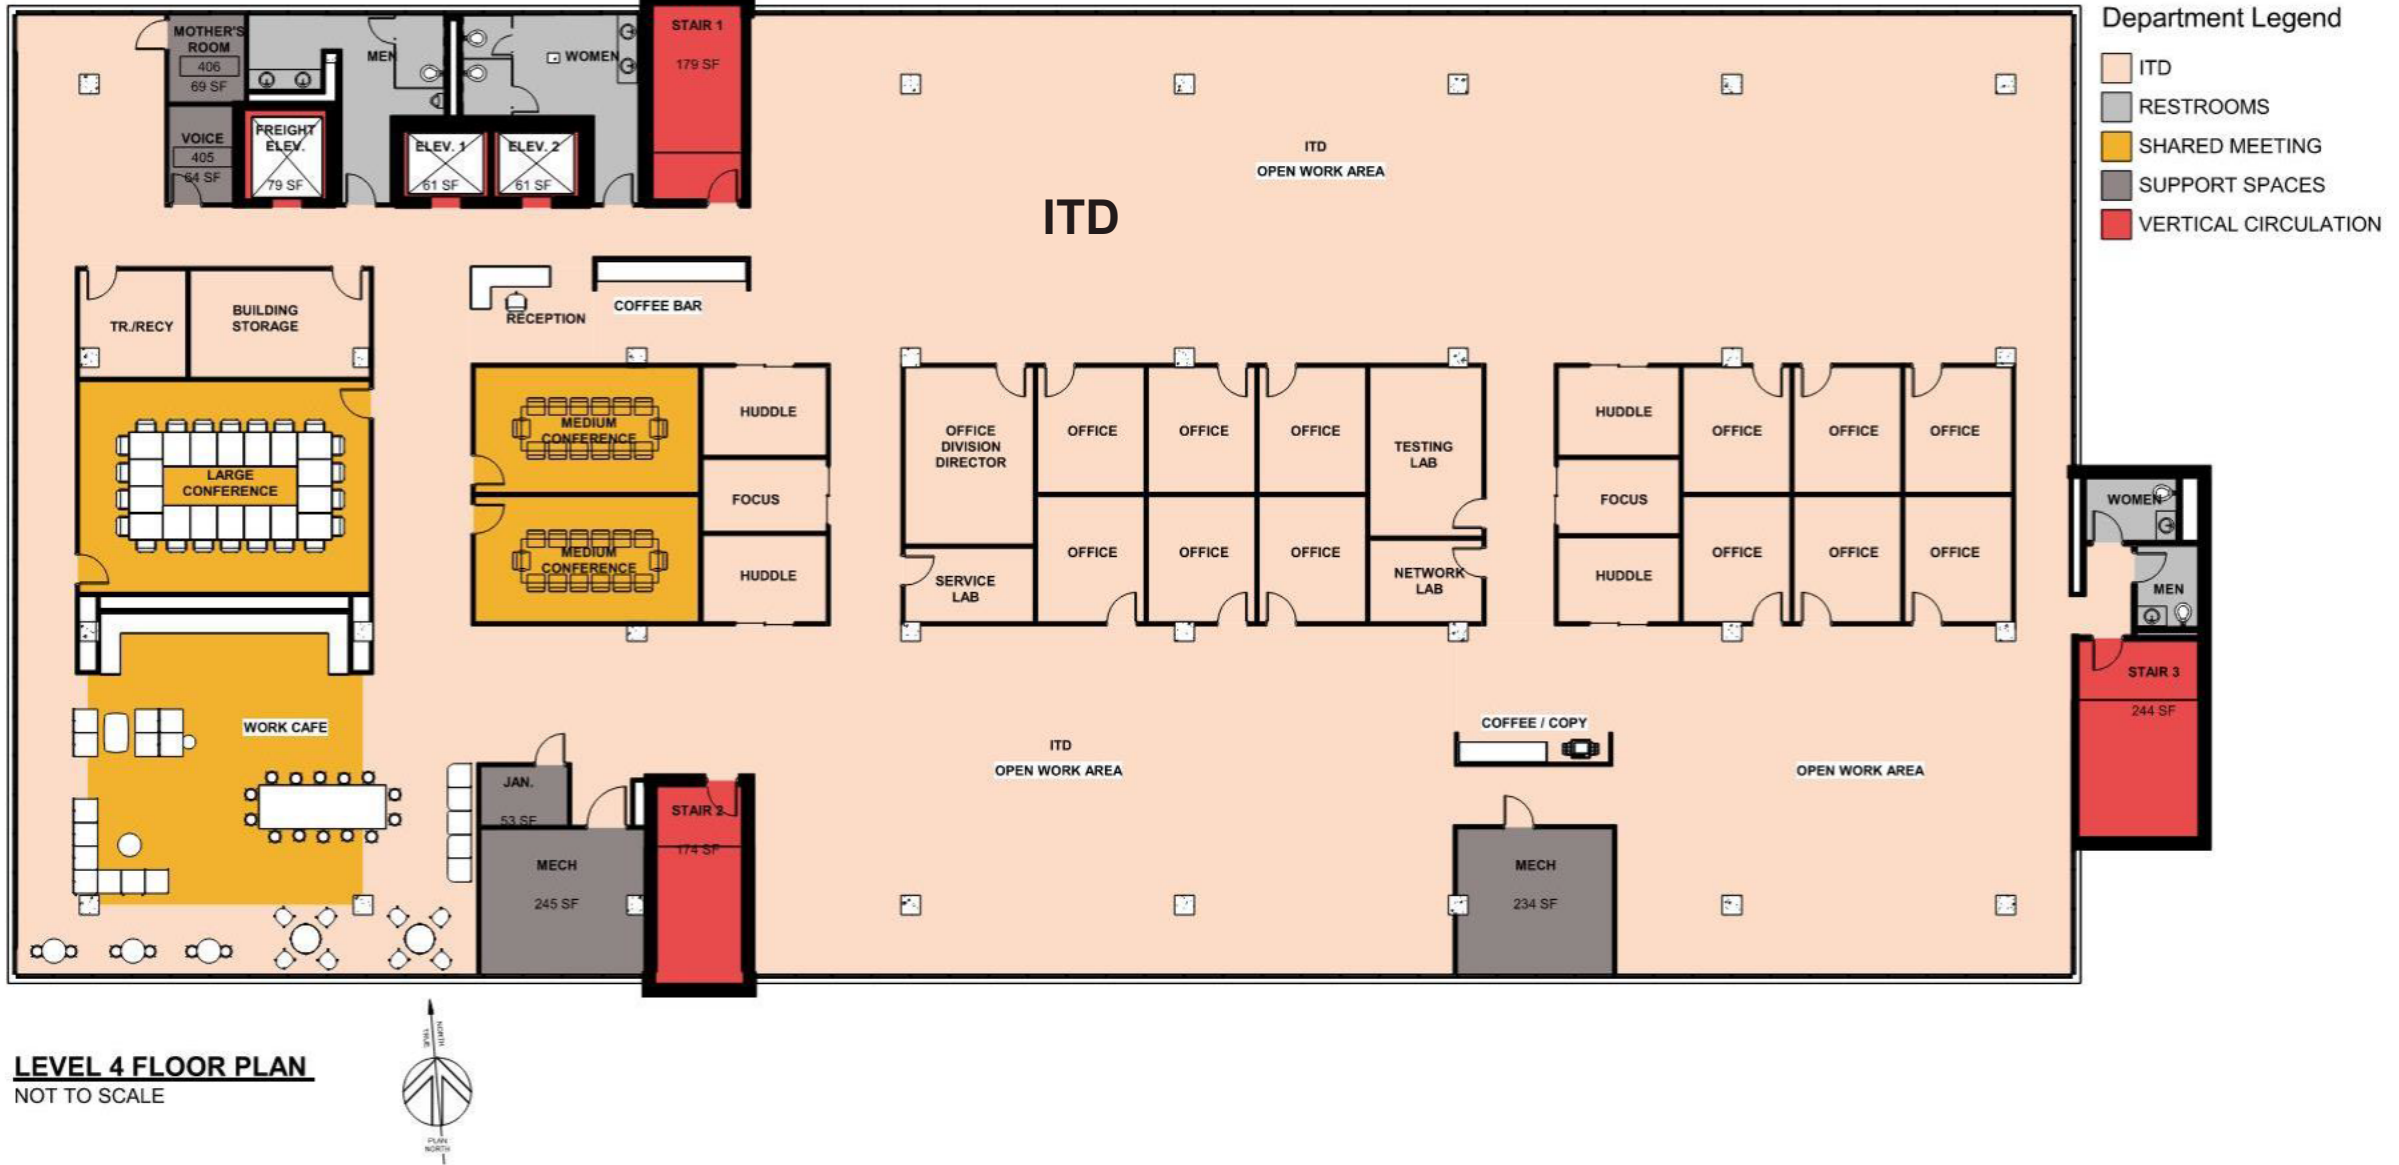 Department Legend
ITD
RESTROOMS
SHARED MEETING
SUPPORT SPACES
VERTICAL CIRCULATION
MOTHER'S
ROOM
406
69 SF
MEN
WOMEN
STAIR 1
179 SF
VOICE
405
64 SF
FREIGHT
ELEV.
79 SF
ELEV. 1
61 SF
ELEV. 2
61 SF
ITD
OPEN WORK AREA
ITD
TR./RECY
BUILDING
STORAGE
RECEPTION
COFFEE BAR
LARGE
CONFERENCE
MEDIUM
CONFERENCE
MEDIUM
CONFERENCE
HUDDLE
FOCUS
HUDDLE
OFFICE
DIVISION
DIRECTOR
SERVICE
LAB
OFFICE
OFFICE
OFFICE
OFFICE
OFFICE
OFFICE
TESTING
LAB
NETWORK
LAB
HUDDLE
FOCUS
HUDDLE
OFFICE
OFFICE
OFFICE
OFFICE
OFFICE
OFFICE
WOMEN
MEN
STAIR 3
244 SF
WORK CAFE
JAN.
53 SF
MECH
245 SF
STAIR 2
174 SF
ITD
OPEN WORK AREA
COFFEE / COPY
MECH
234 SF
OPEN WORK AREA
LEVEL 4 FLOOR PLAN
NOT TO SCALE
TRUE
NORTH
PLAN
NORTH